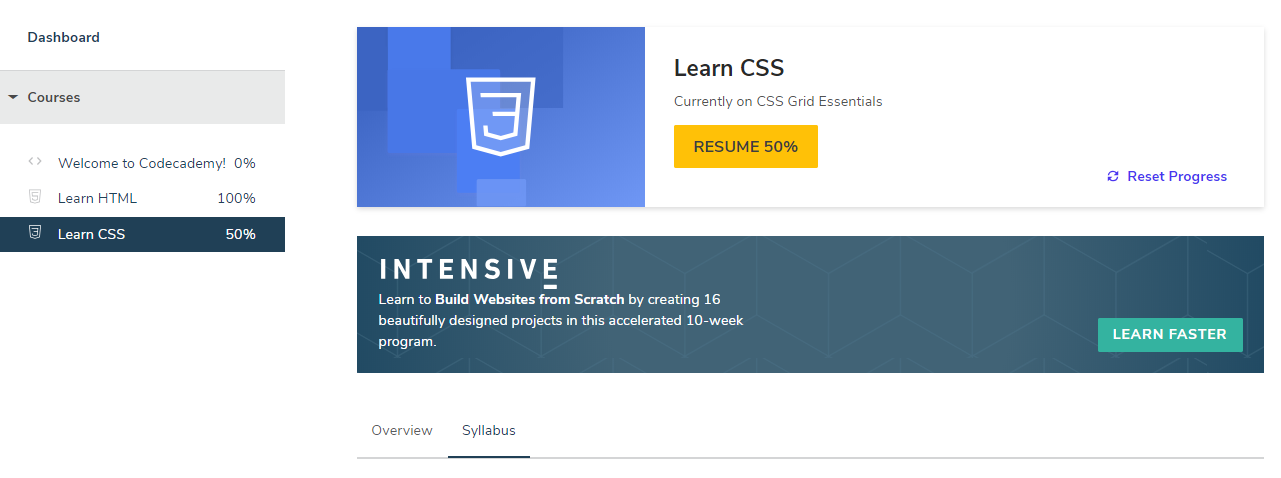 Dashboard
Courses
Welcome to Codecademy! 0%
Learn HTML 100%
Learn CSS 50%
Learn CSS
Currently on CSS Grid Essentials
RESUME 50%
Reset Progress
INTENSIVE
Learn to Build Websites from Scratch by creating 16
beautifully designed projects in this accelerated 10-week
program.
LEARN FASTER
Overview Syllabus